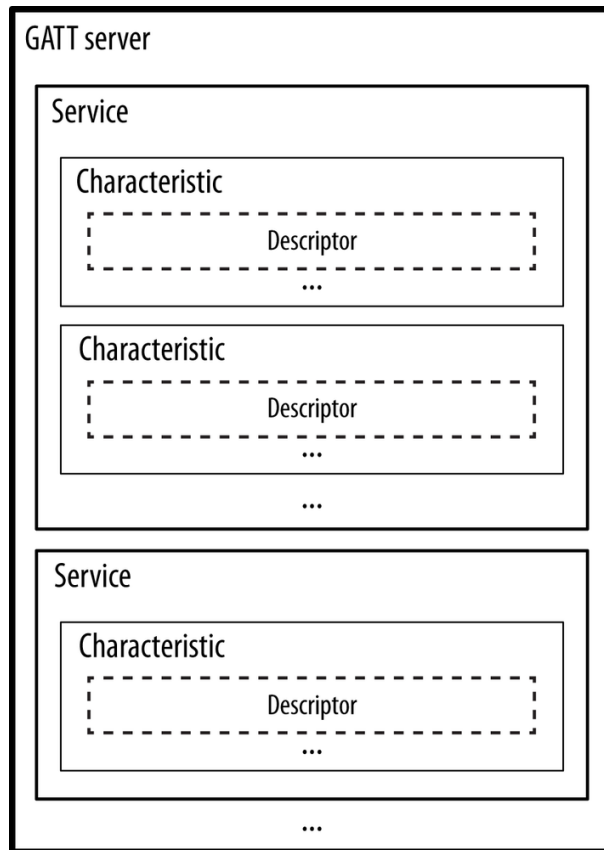 GATT server
Service
Characteristic
Descriptor
...
Characteristic
Descriptor
...
...
Service
Characteristic
Descriptor
...
...